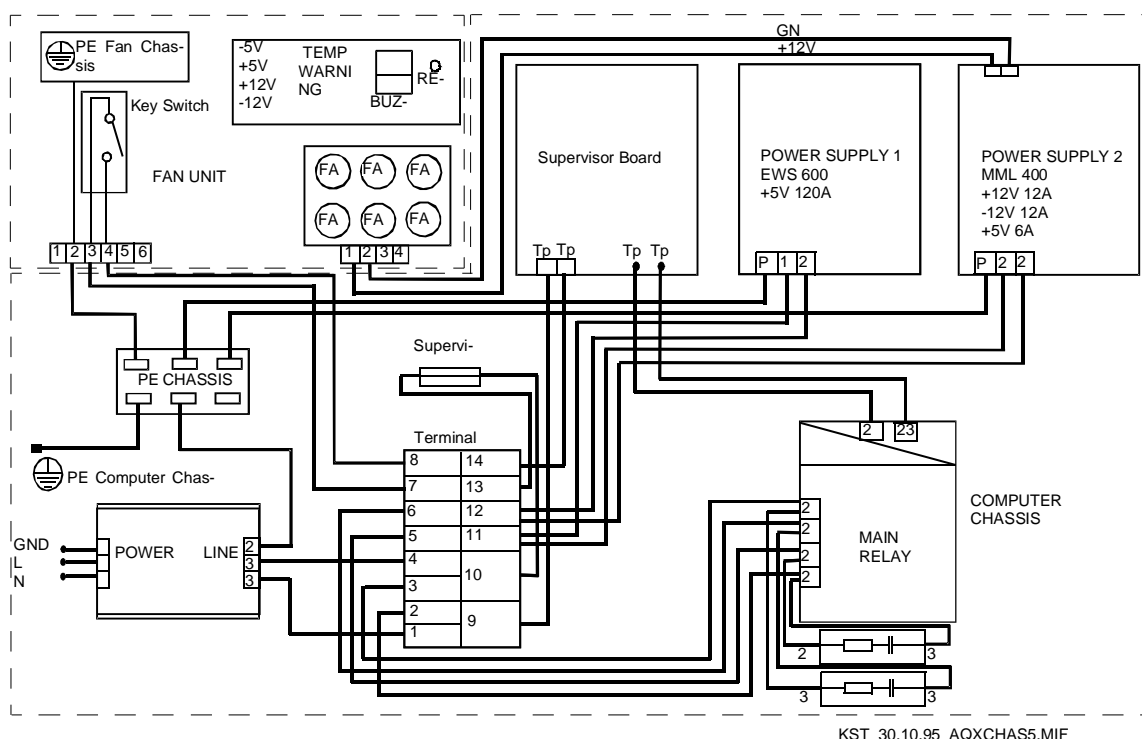 PE Fan Chas-
sis
Key Switch
FAN UNIT
-5V
+5V
+12V
-12V
TEMP
WARNI
NG
RE-
BUZ-
FA FA FA
FA FA FA
1 2 3 4 5 6
1 2 3 4
GN
+12V
Supervisor Board
Tp Tp Tp Tp
POWER SUPPLY 1
EWS 600
+5V 120A
P 1 2
POWER SUPPLY 2
MML 400
+12V 12A
-12V 12A
+5V 6A
P 2 2
PE CHASSIS
PE Computer Chas-
Supervi-
Terminal
8 14
7 13
6 12
5 11
4 10
3
2 9
1
GND
L
N
POWER LINE
2
3
3
2 23
2
2
2
2
MAIN
RELAY
COMPUTER
CHASSIS
2 3
3 3
KST 30.10.95 AQXCHAS5.MIF